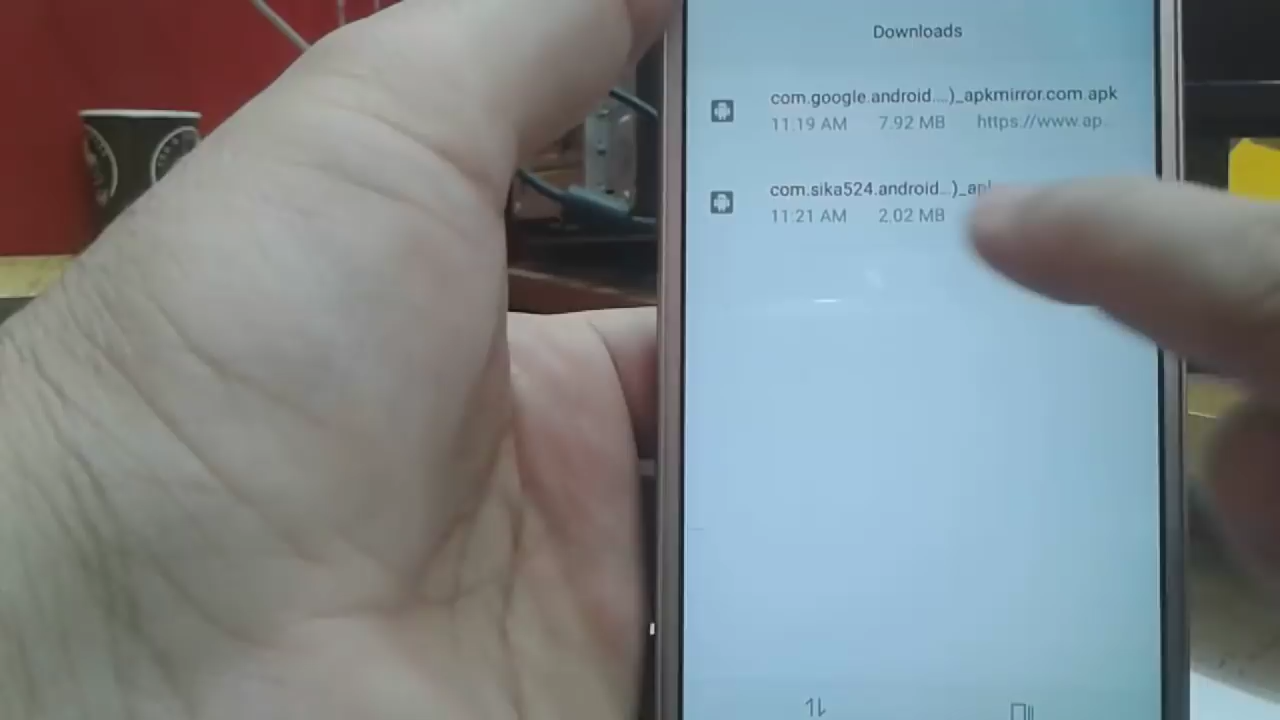 Downloads
com.google.android....)_apkmirror.com.apk
11:19 AM 7.92 MB https://www.ap
com.sika524.android...)_apk
11:21 AM 2.02 MB